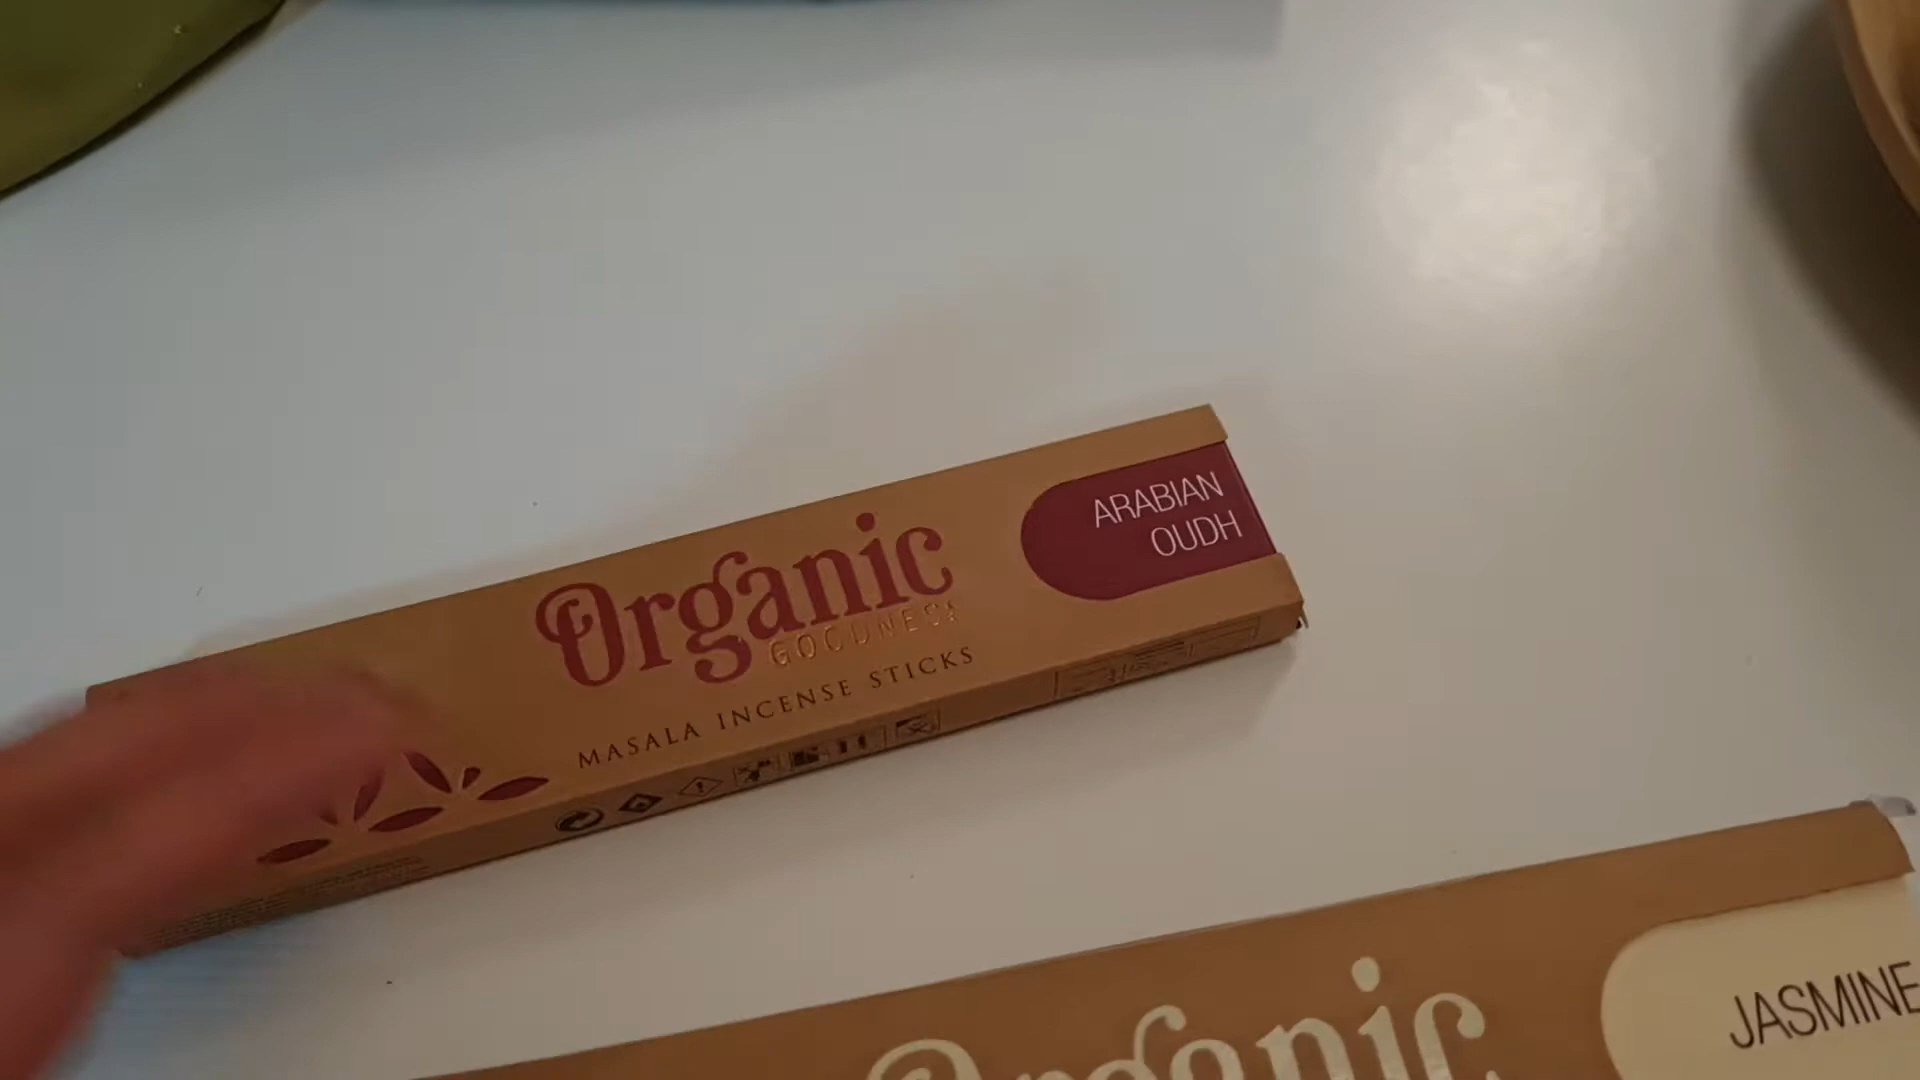 ARABIAN
OUDH
Organic
GOODNESS
MASALA INCENSE STICKS
JASMINE
Organic